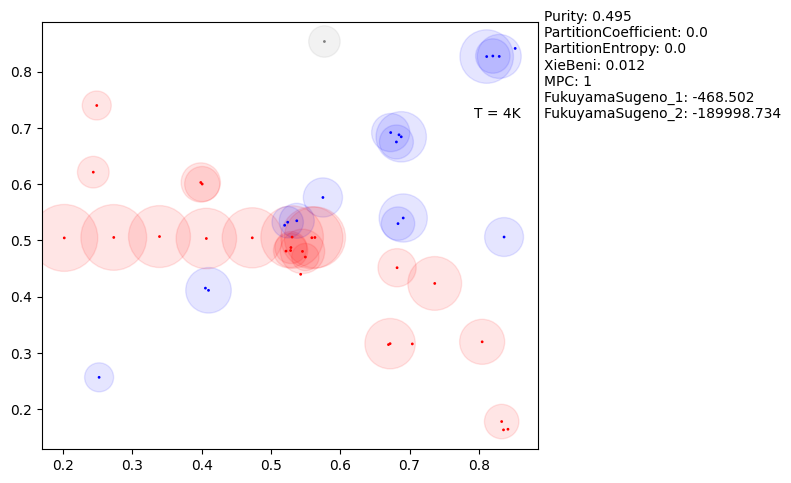 Purity: 0.495
PartitionCoefficient: 0.0
PartitionEntropy: 0.0
XieBeni: 0.012
MPC: 1
FukuyamaSugeno_1: -468.502
FukuyamaSugeno_2: -189998.734
T = 4K
0.8
0.7
0.6
0.5
0.4
0.3
0.2
0.2 0.3 0.4 0.5 0.6 0.7 0.8